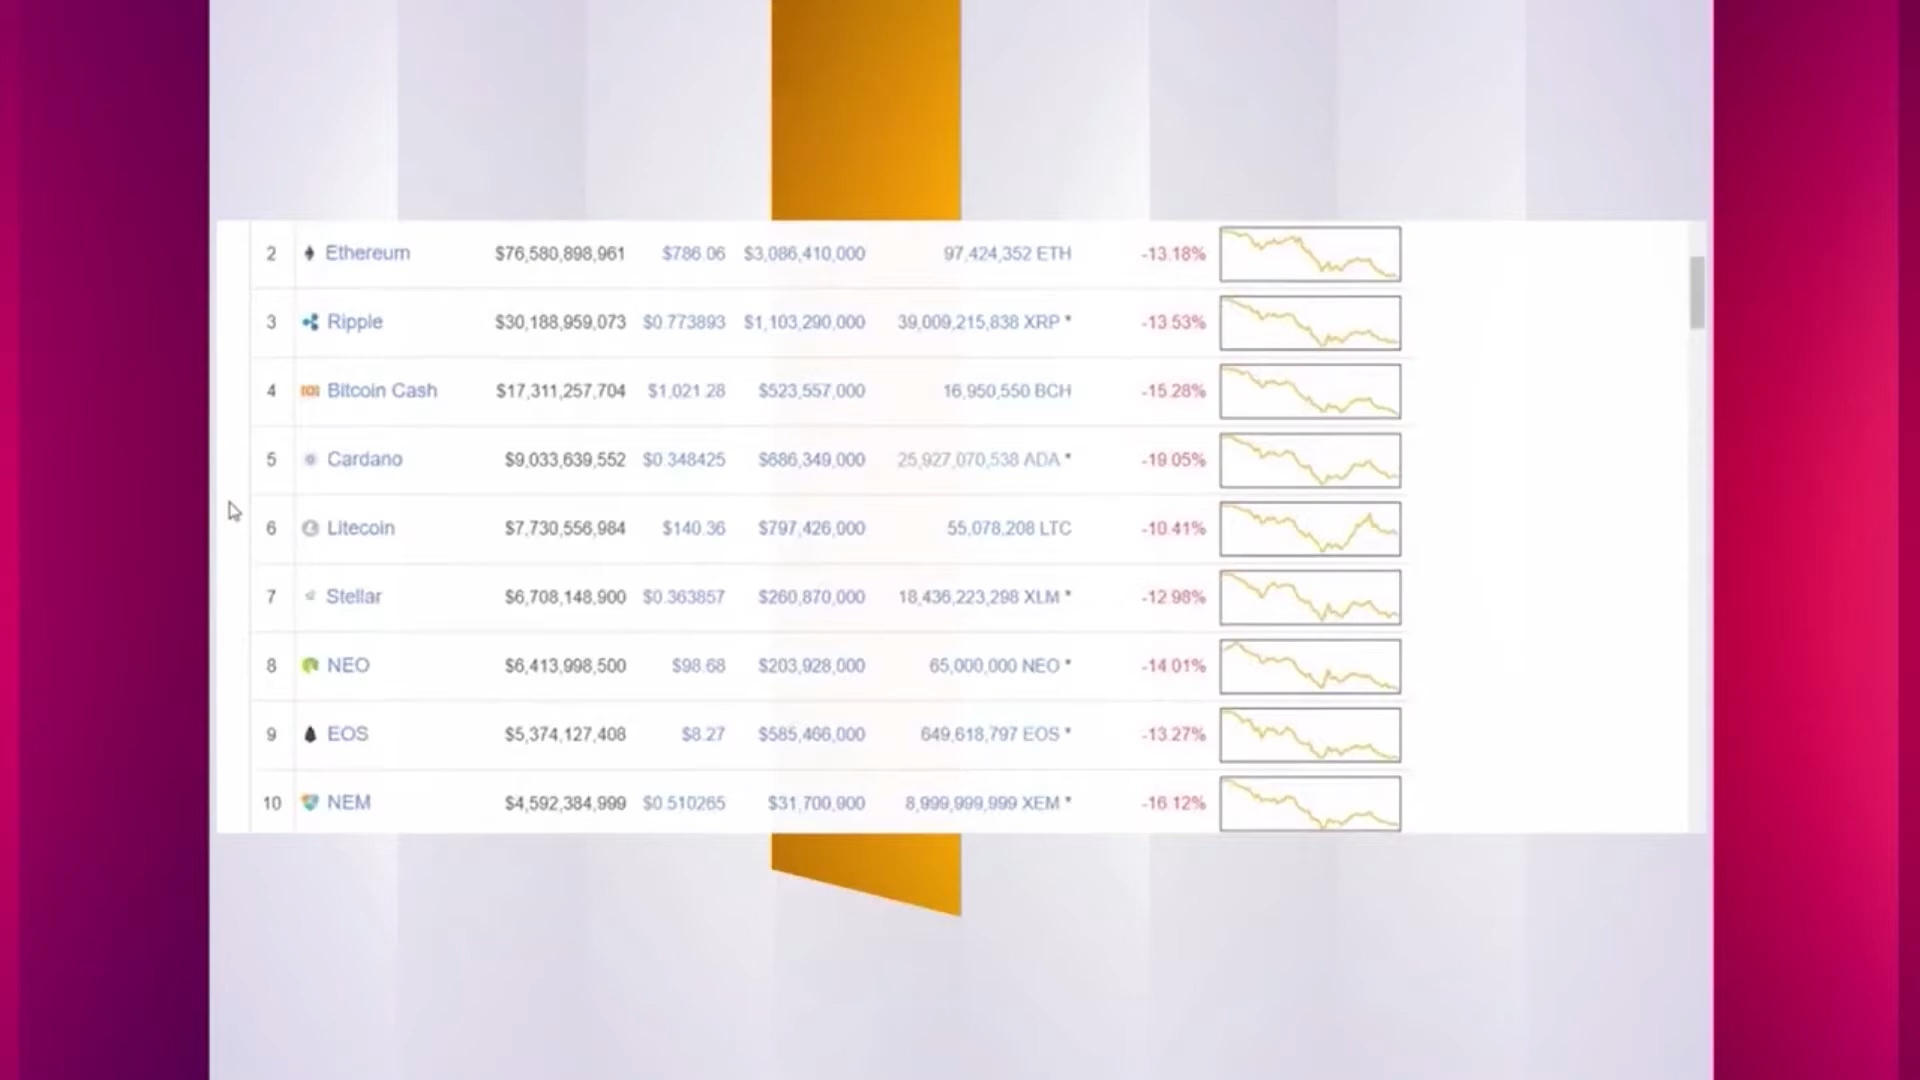 2 Ethereum $76,580,898,961 $786.06 $3,086,410,000 97,424,352 ETH -13.18%
3 Ripple $30,188,959,073 $0.773893 $1,103,290,000 39,009,215,838 XRP * -13.53%
4 Bitcoin Cash $17,311,257,704 $1,021.28 $523,557,000 16,950,550 BCH -15.28%
5 Cardano $9,033,639,552 $0.348425 $686,349,000 25,927,070,538 ADA * -19.05%
6 Litecoin $7,730,556,984 $140.36 $797,426,000 55,078,208 LTC -10.41%
7 Stellar $6,708,148,900 $0.363857 $260,870,000 18,436,223,298 XLM * -12.98%
8 NEO $6,413,998,500 $98.68 $203,928,000 65,000,000 NEO * -14.01%
9 EOS $5,374,127,408 $8.27 $585,466,000 649,618,797 EOS * -13.27%
10 NEM $4,592,384,999 $0.510265 $31,700,900 8,999,999,999 XEM * -16.12%